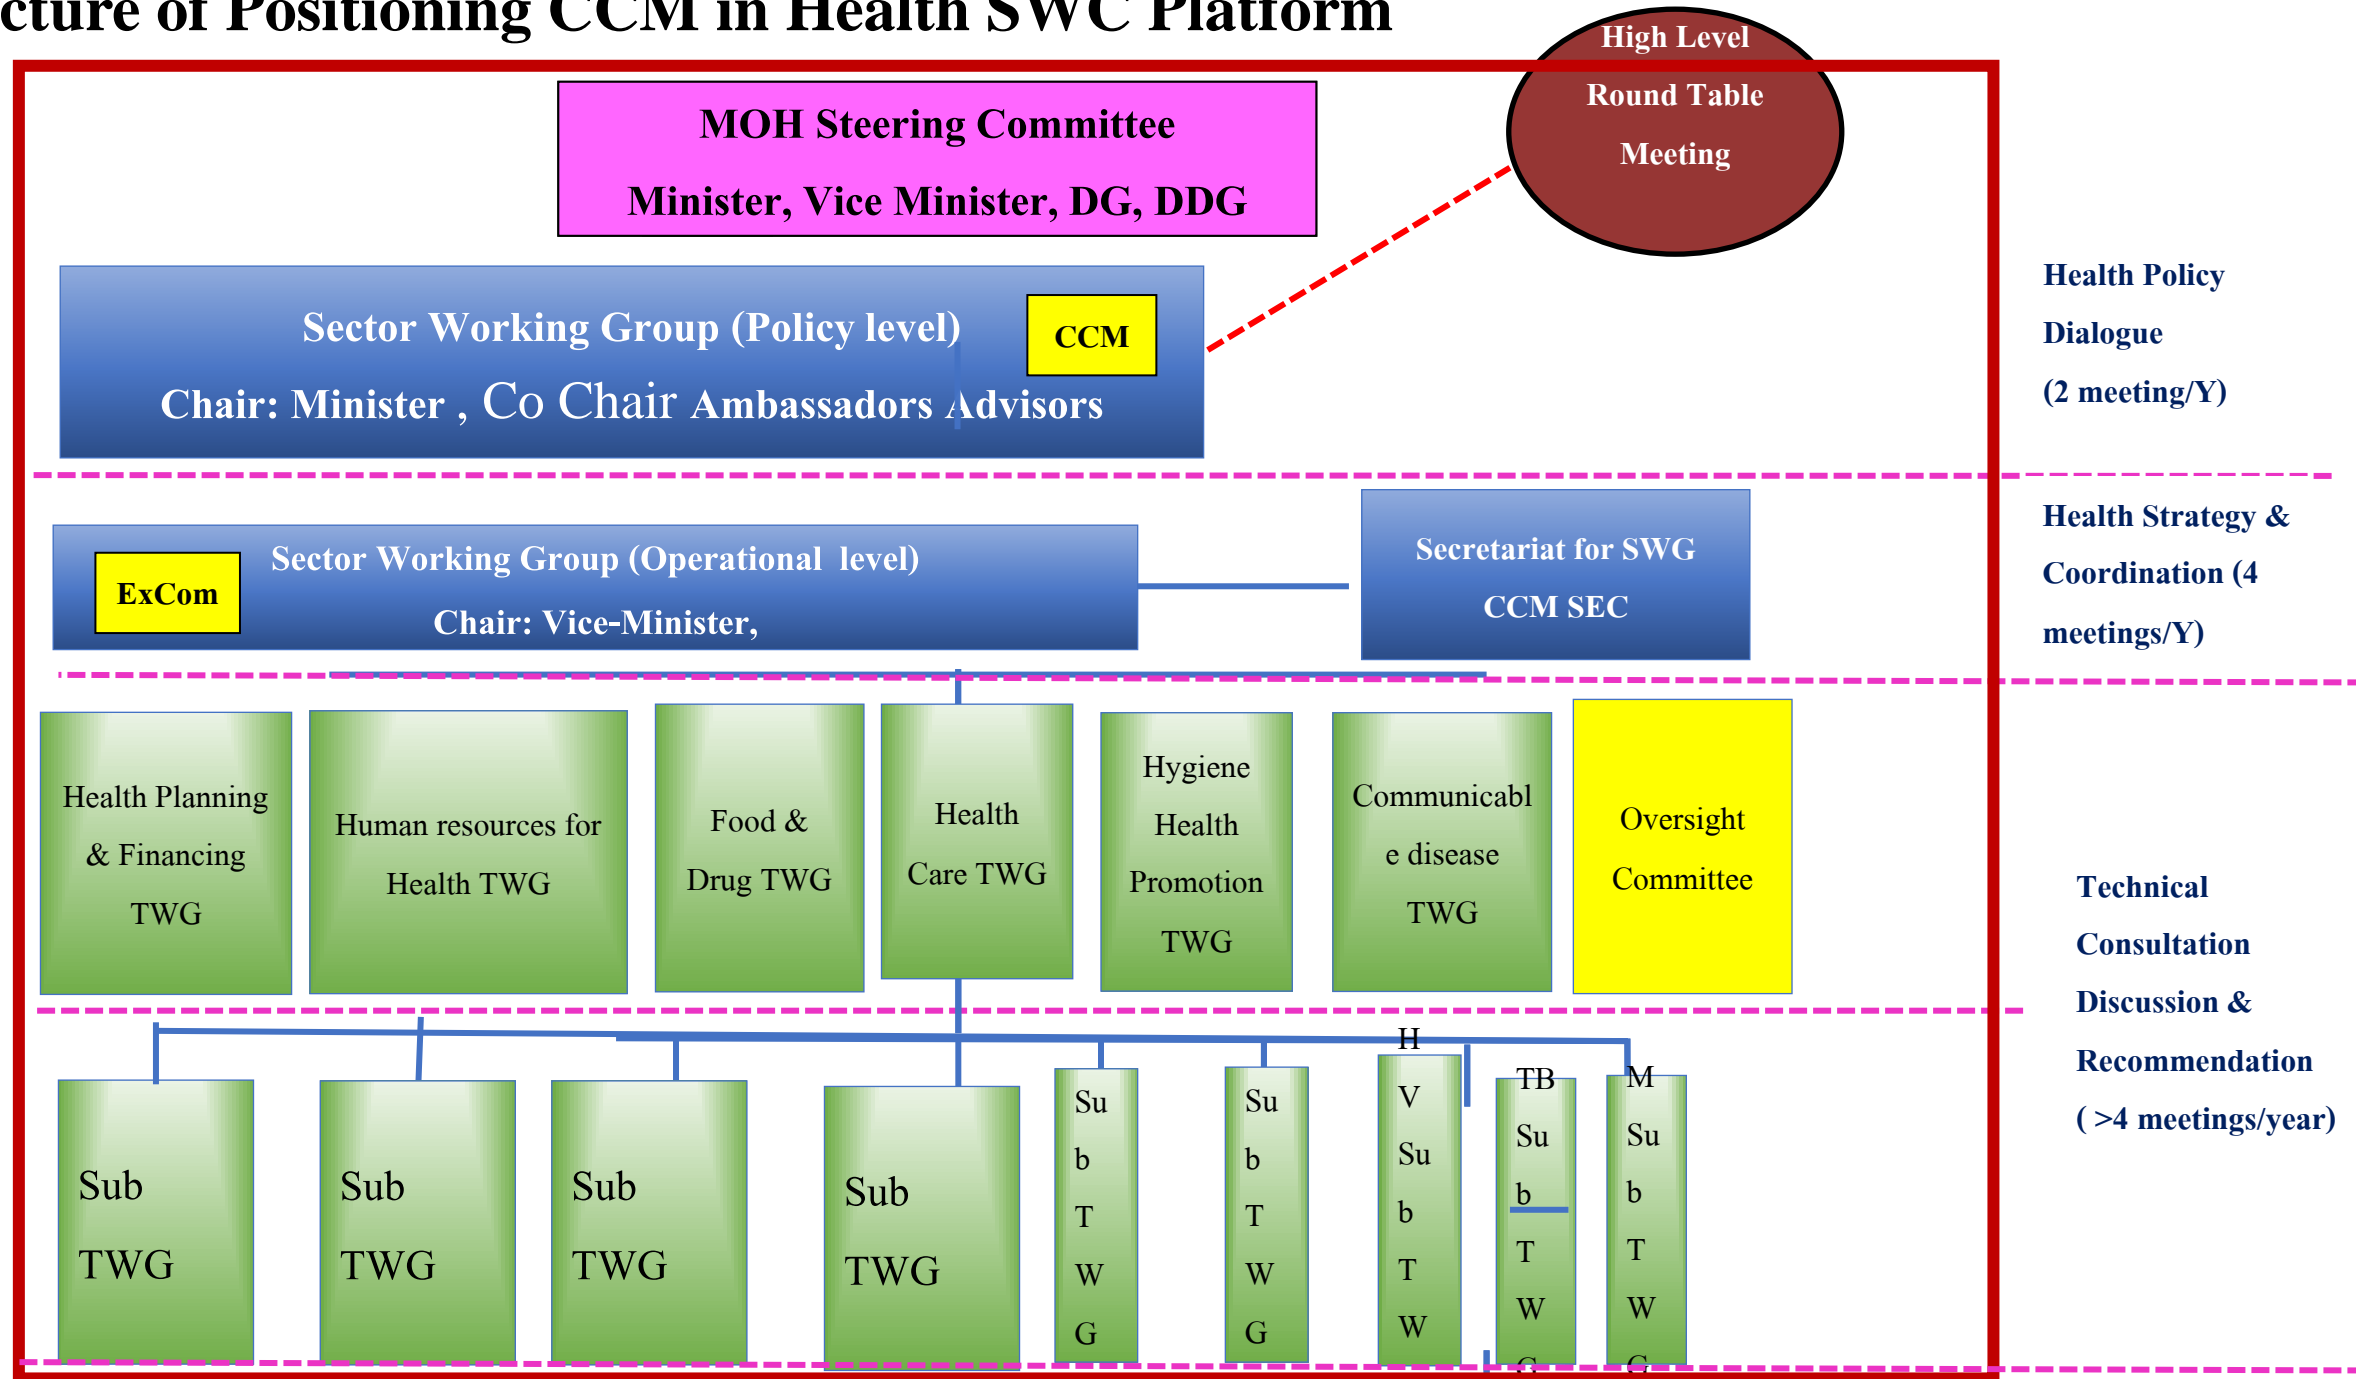 cture of Positioning CCM in Health SWC Platform
High Level
Round Table
Meeting
MOH Steering Committee
Minister, Vice Minister, DG, DDG
Sector Working Group (Policy level)
CCM
Chair: Minister , Co Chair Ambassadors Advisors
Health Policy
Dialogue
(2 meeting/Y)
Sector Working Group (Operational level)
ExCom
Chair: Vice-Minister,
Secretariat for SWG
CCM SEC
Health Strategy &
Coordination (4
meetings/Y)
Health Planning
& Financing
TWG
Human resources for
Health TWG
Food &
Drug TWG
Health
Care TWG
Hygiene
Health
Promotion
TWG
Communicabl
e disease
TWG
Oversight
Committee
Technical
Consultation
Discussion &
Recommendation
( >4 meetings/year)
Sub
TWG
Sub
TWG
Sub
TWG
Sub
TWG
Su
b
T
W
G
Su
b
T
W
G
H
V
Su
b
T
W
TB
Su
b
T
W
G
M
Su
b
T
W
G